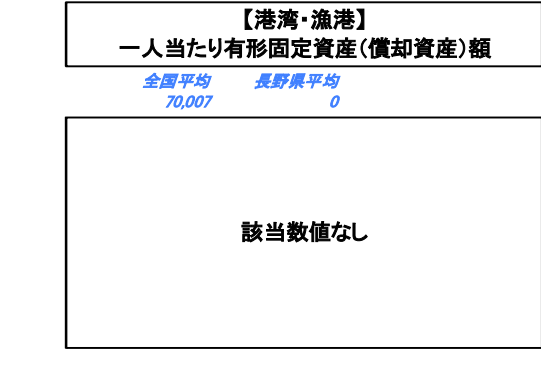 【港湾・漁港】
一人当たり有形固定資産(償却資産)額
全国平均 長野県平均
70,007 0
該当数値なし